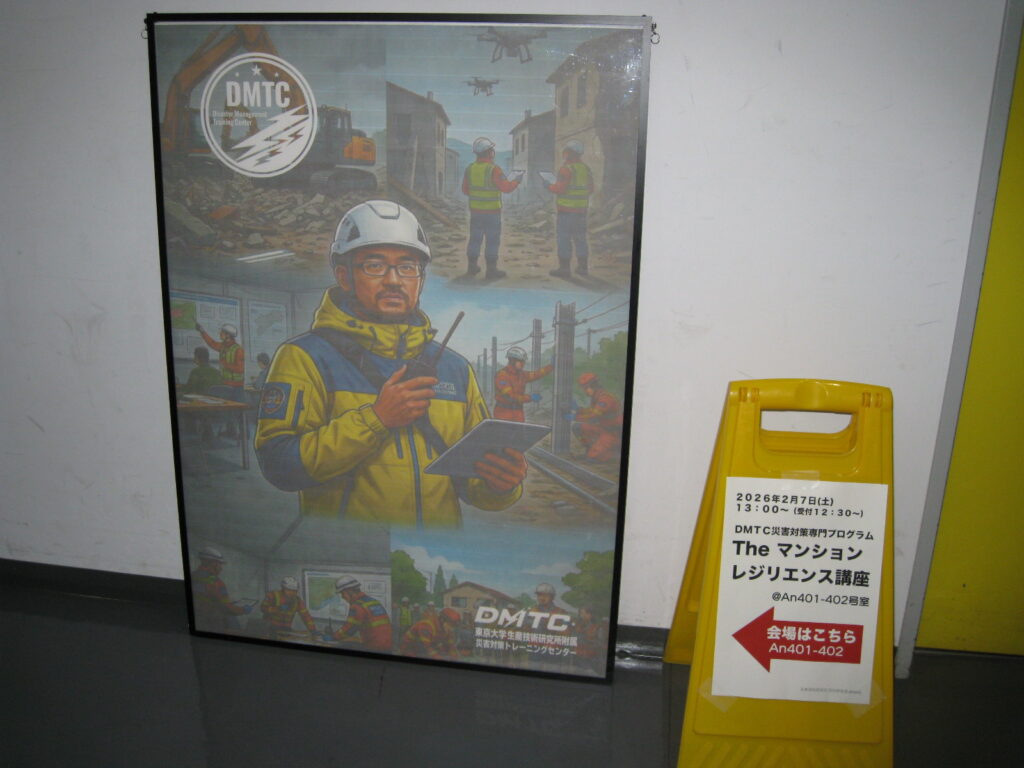 DMTC
Disaster Management
Training Center
DMTC
東京大学生産技術研究所附属
災害対策トレーニングセンター
2026年2月7日(土)
13:00〜（受付12:30〜）
DMTC災害対策専門プログラム
The マンション
レジリエンス講座
@An401-402号室
会場はこちら
An401-402